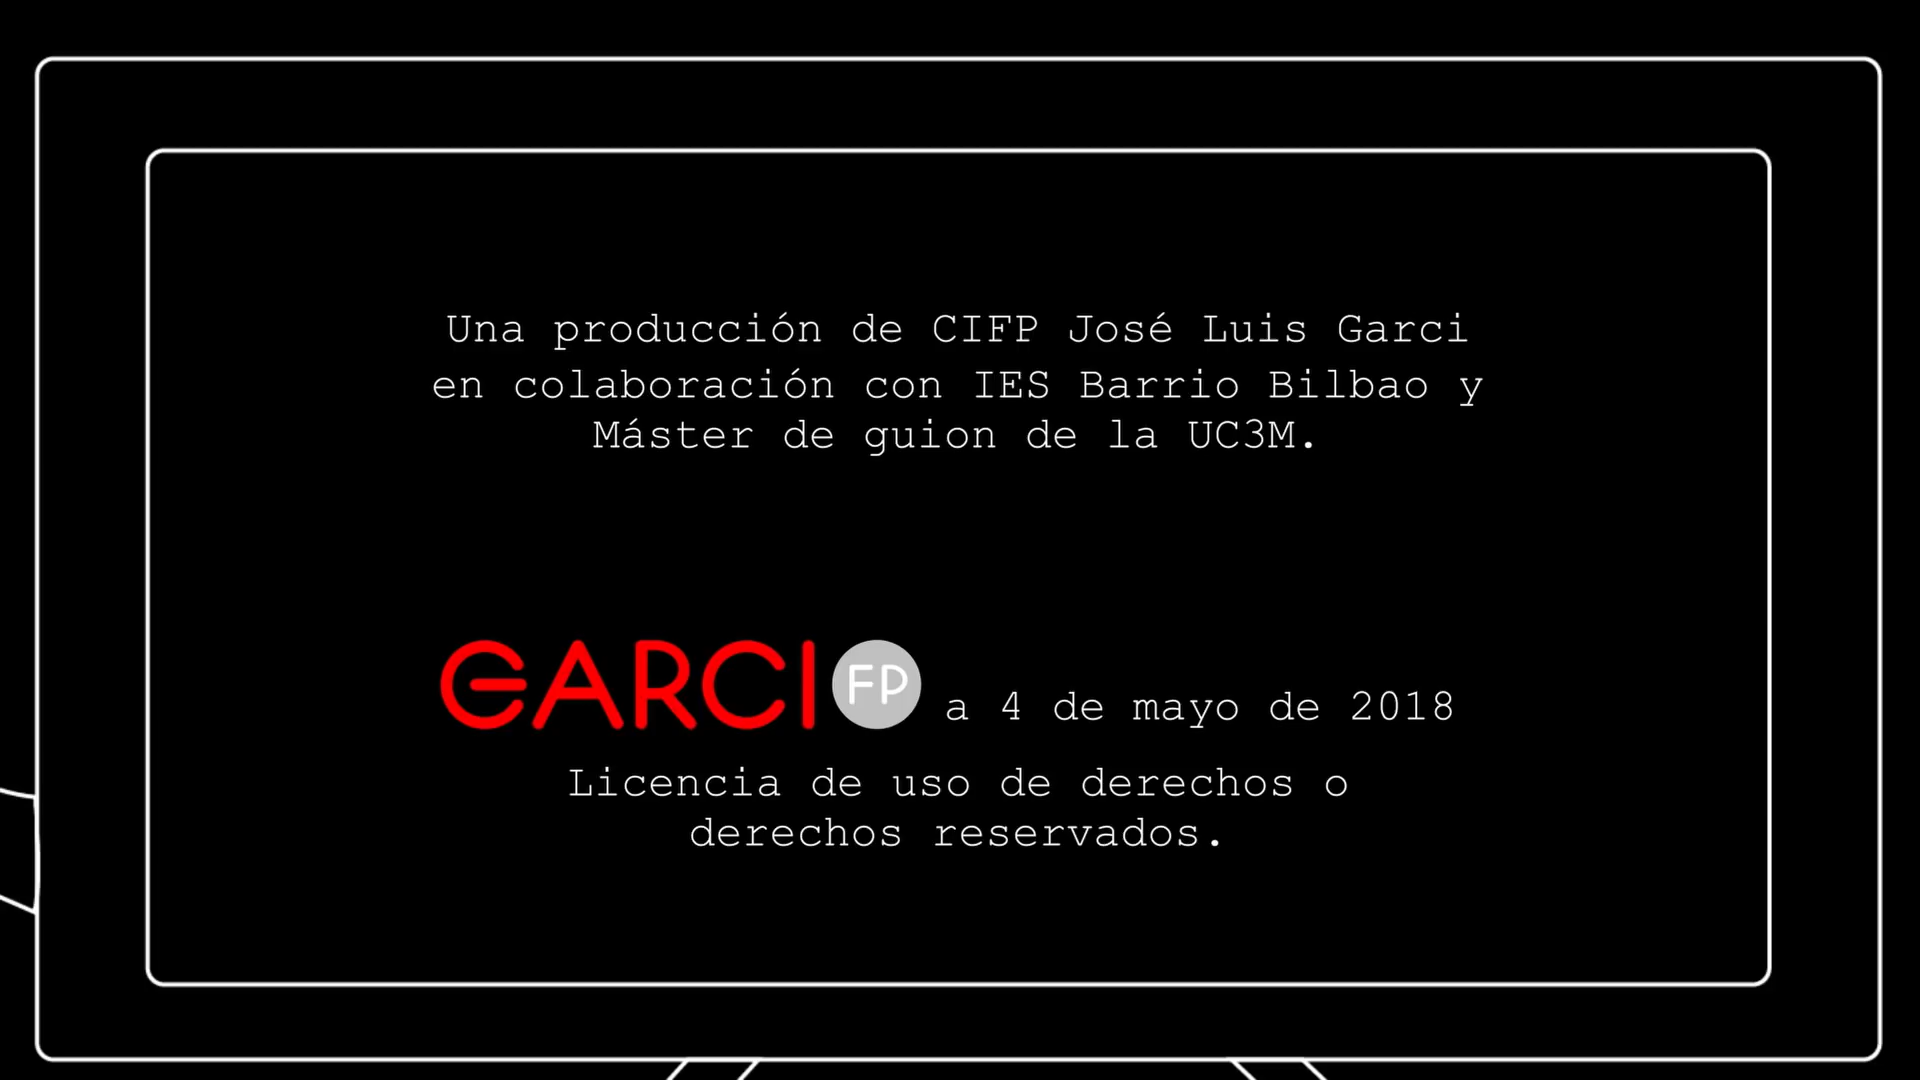 Una producción de CIFP José Luis Garci
en colaboración con IES Barrio Bilbao y
Máster de guion de la UC3M.
GARCI FP a 4 de mayo de 2018
Licencia de uso de derechos o
derechos reservados.